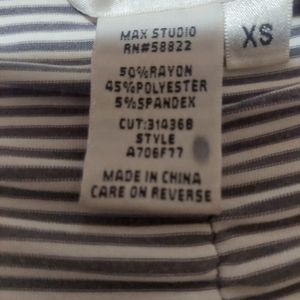 MAX STUDIO
RN#58822
XS
50%RAYON
45%POLYESTER
5%SPANDEX
CUT:314368
STYLE
A706F77
MADE IN CHINA
CARE ON REVERSE